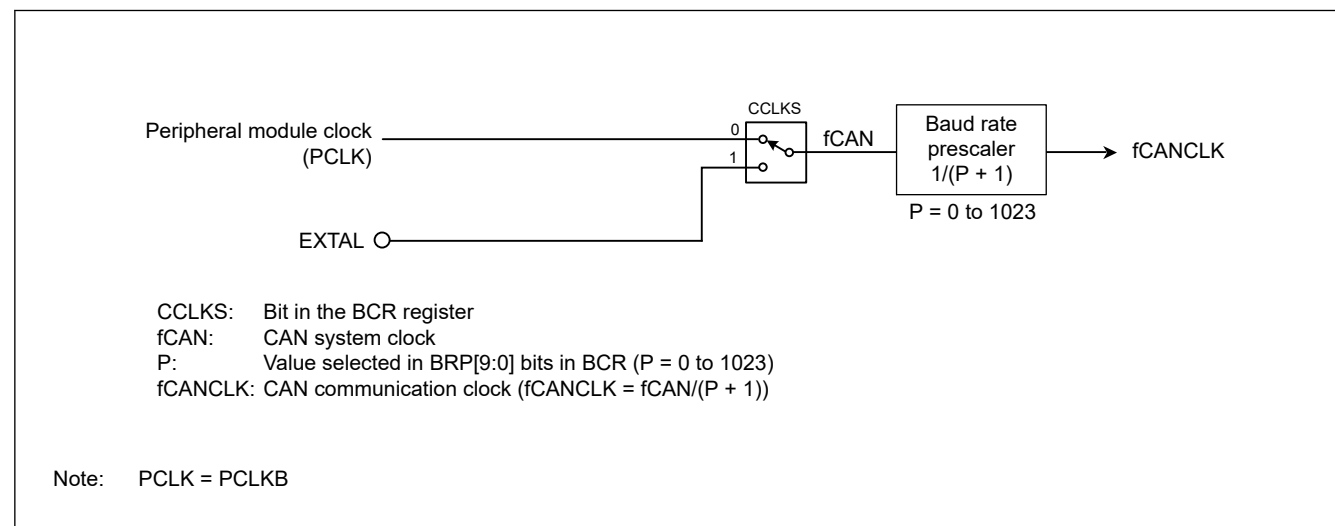 CCLKS
Peripheral module clock
(PCLK)
0
1
fCAN
Baud rate
prescaler
1/(P + 1)
fCANCLK
P = 0 to 1023
EXTAL
CCLKS: Bit in the BCR register
fCAN: CAN system clock
P: Value selected in BRP[9:0] bits in BCR (P = 0 to 1023)
fCANCLK: CAN communication clock (fCANCLK = fCAN/(P + 1))
Note: PCLK = PCLKB